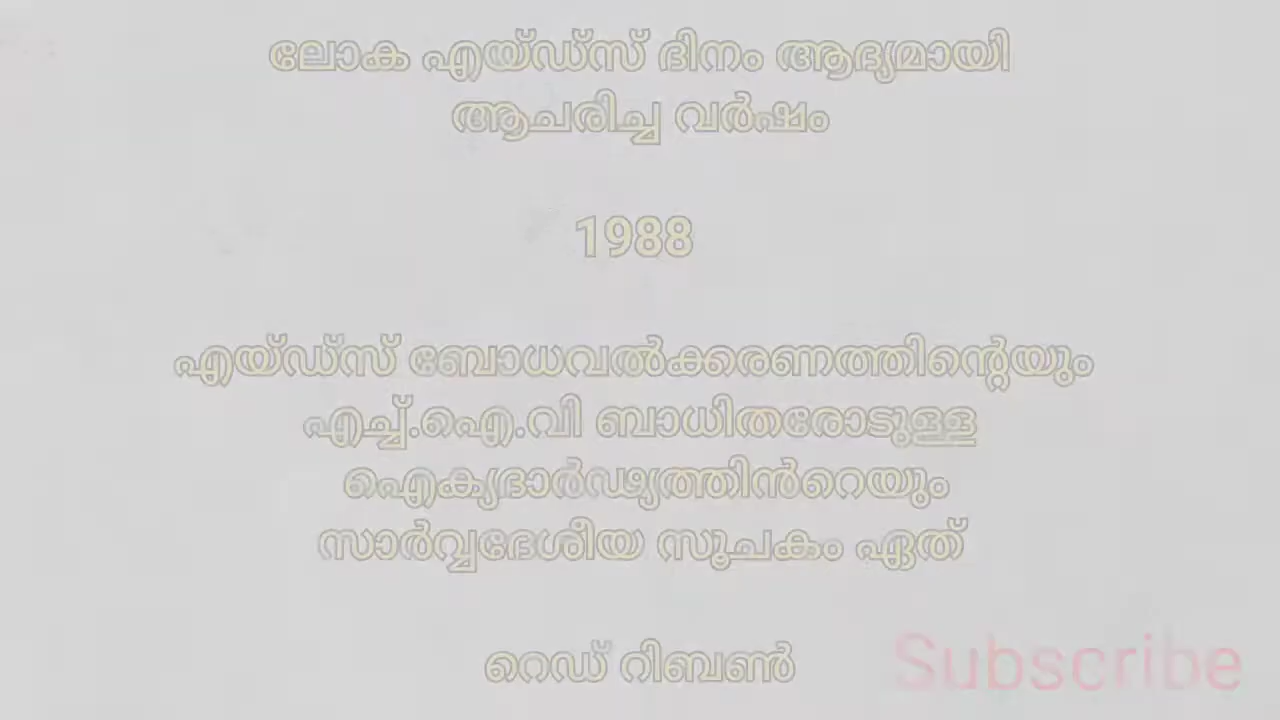 ലോക എയ്ഡ്സ് ദിനം ആദ്യമായി
ആചരിച്ച വർഷം
1988
എയ്ഡ്സ് ബോധവൽക്കരണത്തിന്റെയും
എച്ച്.ഐ.വി ബാധിതരോടുള്ള
ഐക്യദാർഢ്യത്തിൻറെയും
സാർവ്വദേശീയ സൂചകം ഏത്
റെഡ് റിബൺ
Subscribe